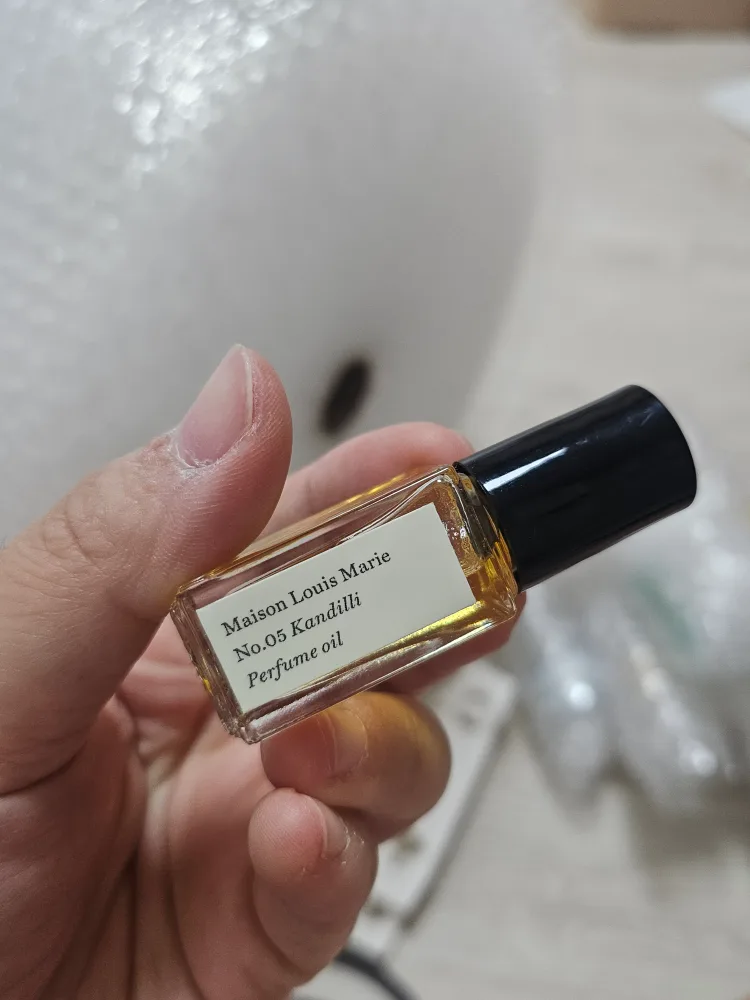 Maison Louis Marie
No.05 Kandilli
Perfume oil